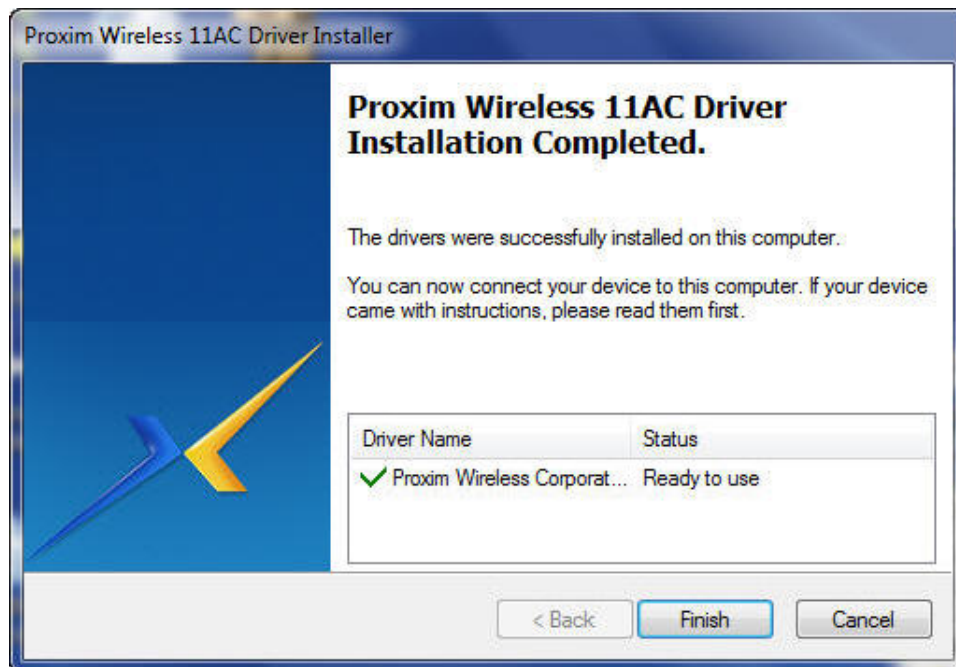 Proxim Wireless 11AC Driver Installer
Proxim Wireless 11AC Driver
Installation Completed.
The drivers were successfully installed on this computer.
You can now connect your device to this computer. If your device
came with instructions, please read them first.
Driver Name Status
Proxim Wireless Corporat... Ready to use
< Back Finish Cancel